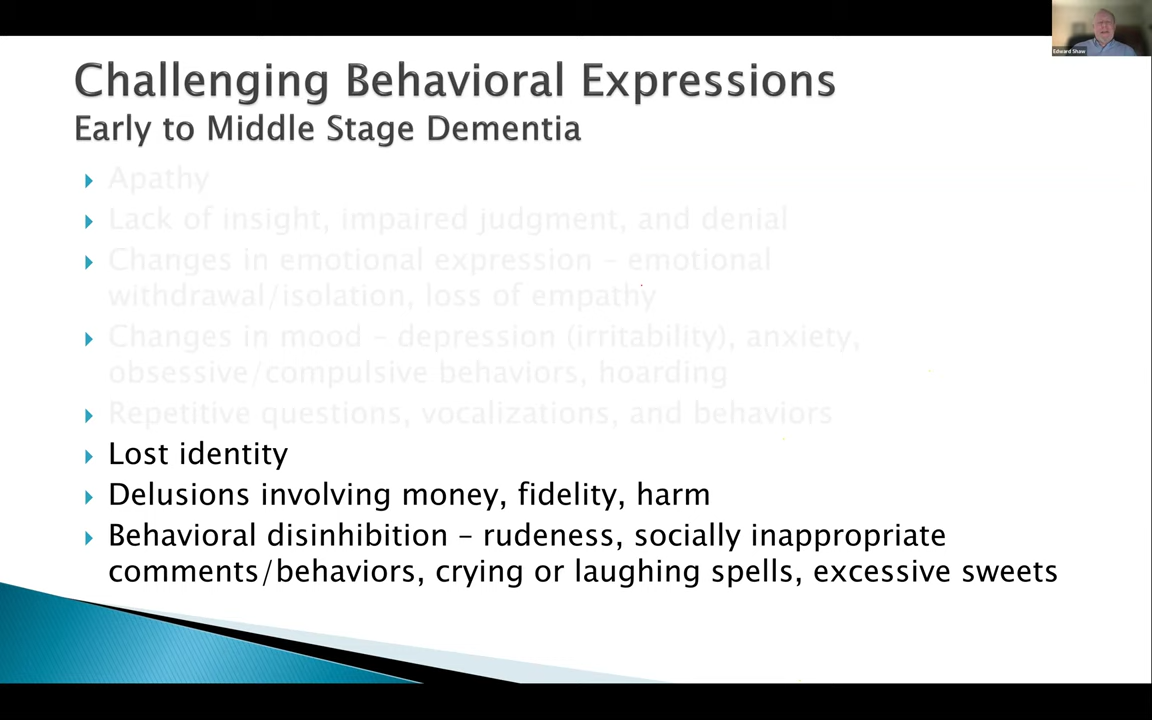 Edward Shaw
Challenging Behavioral Expressions
Early to Middle Stage Dementia
Apathy
Lack of insight, impaired judgment, and denial
Changes in emotional expression – emotional
withdrawal/isolation, loss of empathy
Changes in mood – depression (irritability), anxiety,
obsessive/compulsive behaviors, hoarding
Repetitive questions, vocalizations, and behaviors
Lost identity
Delusions involving money, fidelity, harm
Behavioral disinhibition – rudeness, socially inappropriate
comments/behaviors, crying or laughing spells, excessive sweets